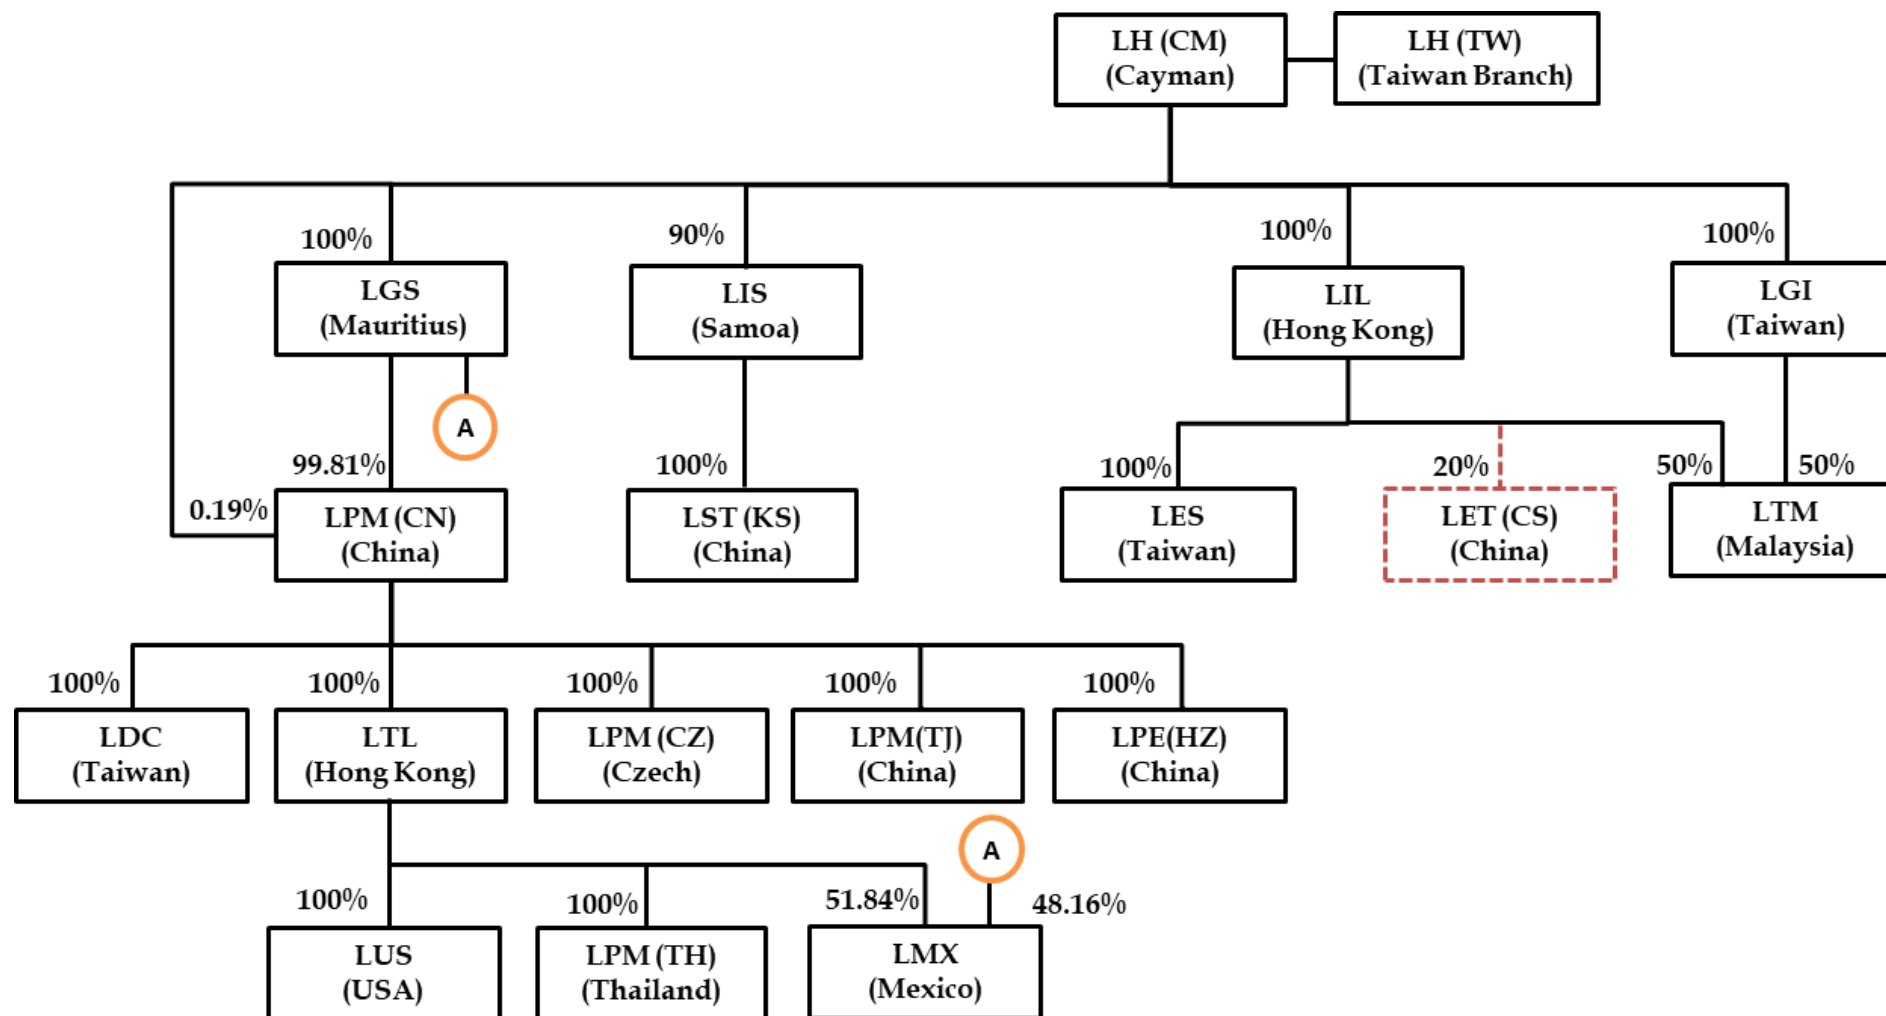 LH (CM)
(Cayman)
LH (TW)
(Taiwan Branch)
100%
90%
100%
100%
LGS
(Mauritius)
LIS
(Samoa)
LIL
(Hong Kong)
LGI
(Taiwan)
A
99.81%
0.19%
100%
100%
20%
50%
50%
LPM (CN)
(China)
LST (KS)
(China)
LES
(Taiwan)
LET (CS)
(China)
LTM
(Malaysia)
100%
100%
100%
100%
100%
LDC
(Taiwan)
LTL
(Hong Kong)
LPM (CZ)
(Czech)
LPM(TJ)
(China)
LPE(HZ)
(China)
A
100%
100%
51.84%
48.16%
LUS
(USA)
LPM (TH)
(Thailand)
LMX
(Mexico)